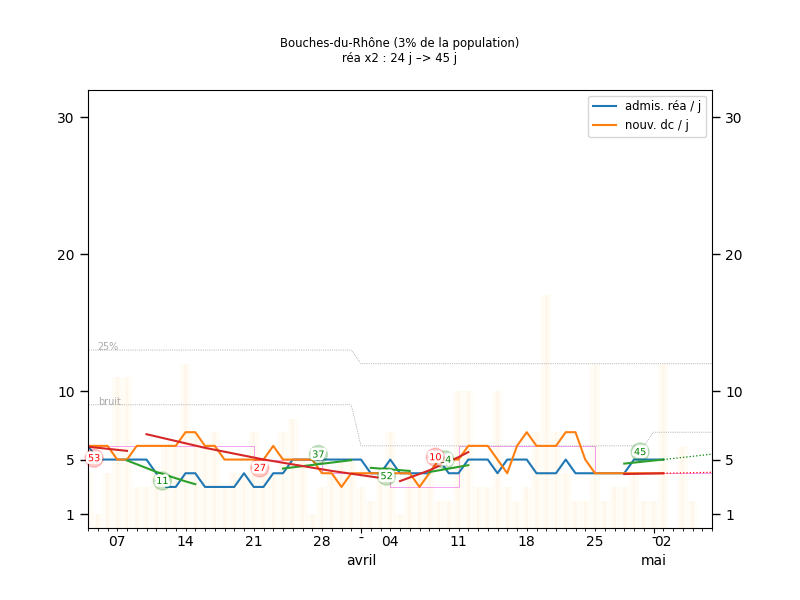 Bouches-du-Rhône (3% de la population)
réa x2 : 24 j –> 45 j
admis. réa / j
nouv. dc / j
30 30
20 20
25%
10 bruit 10
5 53 11 27 37 52 10 45 5
1 1
07 14 21 28 - 04 11 18 25 - 02
avril mai